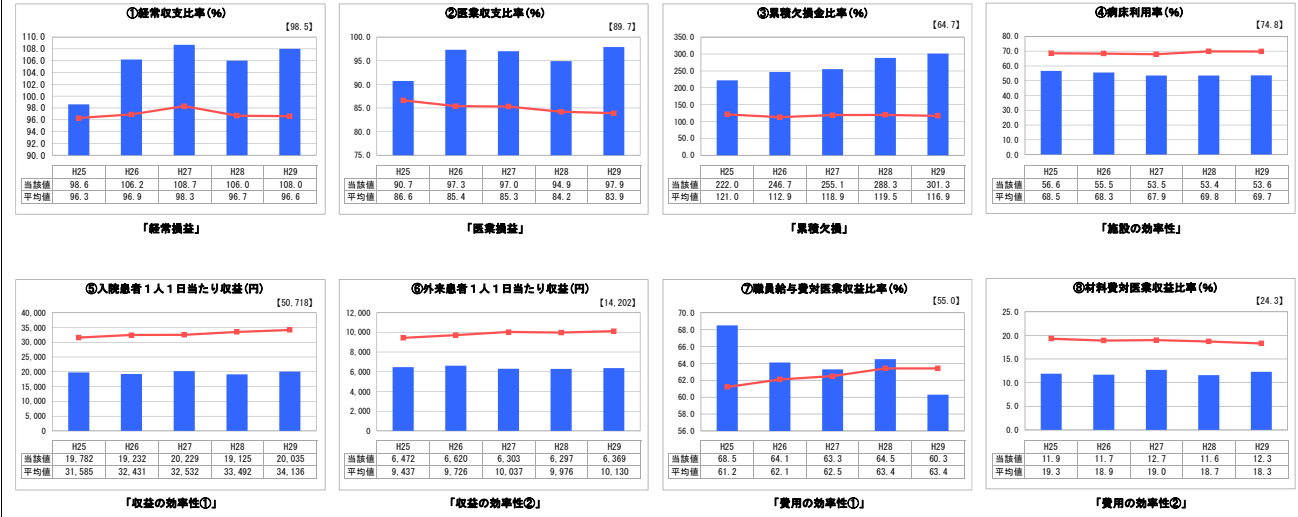 ①経常収支比率(%)
【98.5】
110.0
108.0
106.0
104.0
102.0
100.0
98.0
96.0
94.0
92.0
90.0
H25 H26 H27 H28 H29
当該値 98.6 106.2 108.7 106.0 108.0
平均値 96.3 96.9 98.3 96.7 96.6
「経常損益」
②医業収支比率(%)
【89.7】
100.0
95.0
90.0
85.0
80.0
75.0
H25 H26 H27 H28 H29
当該値 90.7 97.3 97.0 94.9 97.9
平均値 86.6 85.4 85.3 84.2 83.9
「医業損益」
③累積欠損金比率(%)
【64.7】
350.0
300.0
250.0
200.0
150.0
100.0
50.0
0.0
H25 H26 H27 H28 H29
当該値 222.0 246.7 255.1 288.3 301.3
平均値 121.0 112.9 118.9 119.5 116.9
「累積欠損」
④病床利用率(%)
【74.8】
80.0
70.0
60.0
50.0
40.0
30.0
20.0
10.0
0.0
H25 H26 H27 H28 H29
当該値 56.6 55.5 53.5 53.4 53.6
平均値 68.5 68.3 67.9 69.8 69.7
「施設の効率性」
⑤入院患者1人1日当たり収益(円)
【50,718】
40,000
35,000
30,000
25,000
20,000
15,000
10,000
5,000
0
H25 H26 H27 H28 H29
当該値 19,782 19,232 20,229 19,125 20,035
平均値 31,585 32,431 32,532 33,492 34,136
「収益の効率性①」
⑥外来患者1人1日当たり収益(円)
【14,202】
12,000
10,000
8,000
6,000
4,000
2,000
0
H25 H26 H27 H28 H29
当該値 6,472 6,620 6,303 6,297 6,369
平均値 9,437 9,726 10,037 9,976 10,130
「収益の効率性②」
⑦職員給与費対医業収益比率(%)
【55.0】
70.0
68.0
66.0
64.0
62.0
60.0
58.0
56.0
H25 H26 H27 H28 H29
当該値 68.5 64.1 63.3 64.5 60.3
平均値 61.2 62.1 62.5 63.4 63.4
「費用の効率性①」
⑧材料費対医業収益比率(%)
【24.3】
25.0
20.0
15.0
10.0
5.0
0.0
H25 H26 H27 H28 H29
当該値 11.9 11.7 12.7 11.6 12.3
平均値 19.3 18.9 19.0 18.7 18.3
「費用の効率性②」